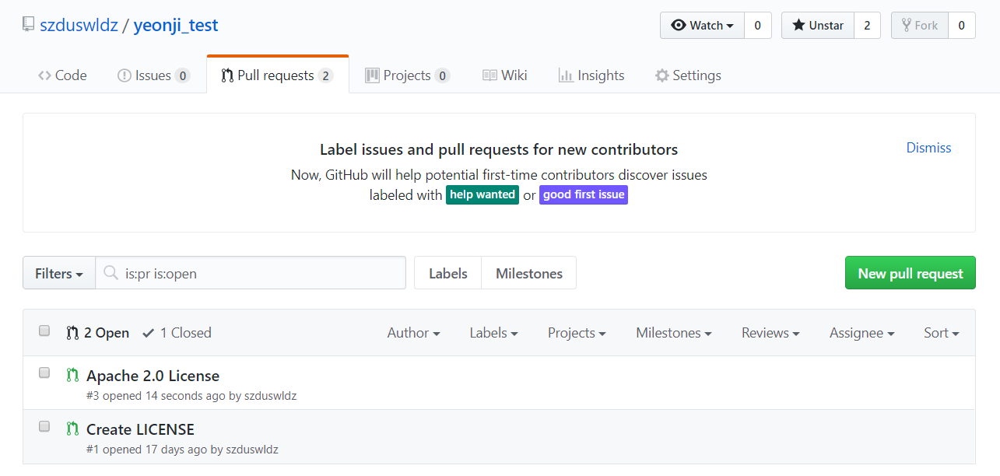 szduswldz / yeonji_test
Watch 0 Unstar 2 Fork 0
Code Issues 0 Pull requests 2 Projects 0 Wiki Insights Settings
Label issues and pull requests for new contributors
Dismiss
Now, GitHub will help potential first-time contributors discover issues
labeled with help wanted or good first issue
Filters is:pr is:open Labels Milestones New pull request
2 Open 1 Closed Author Labels Projects Milestones Reviews Assignee Sort
Apache 2.0 License
#3 opened 14 seconds ago by szduswldz
Create LICENSE
#1 opened 17 days ago by szduswldz